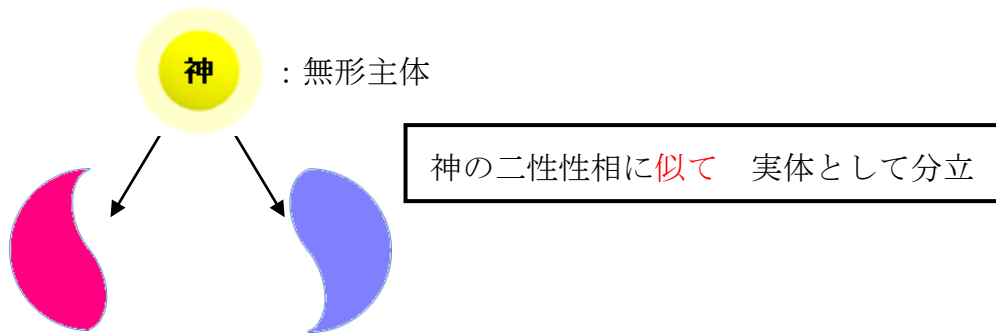 神
：無形主体
神の二性性相に似て　実体として分立